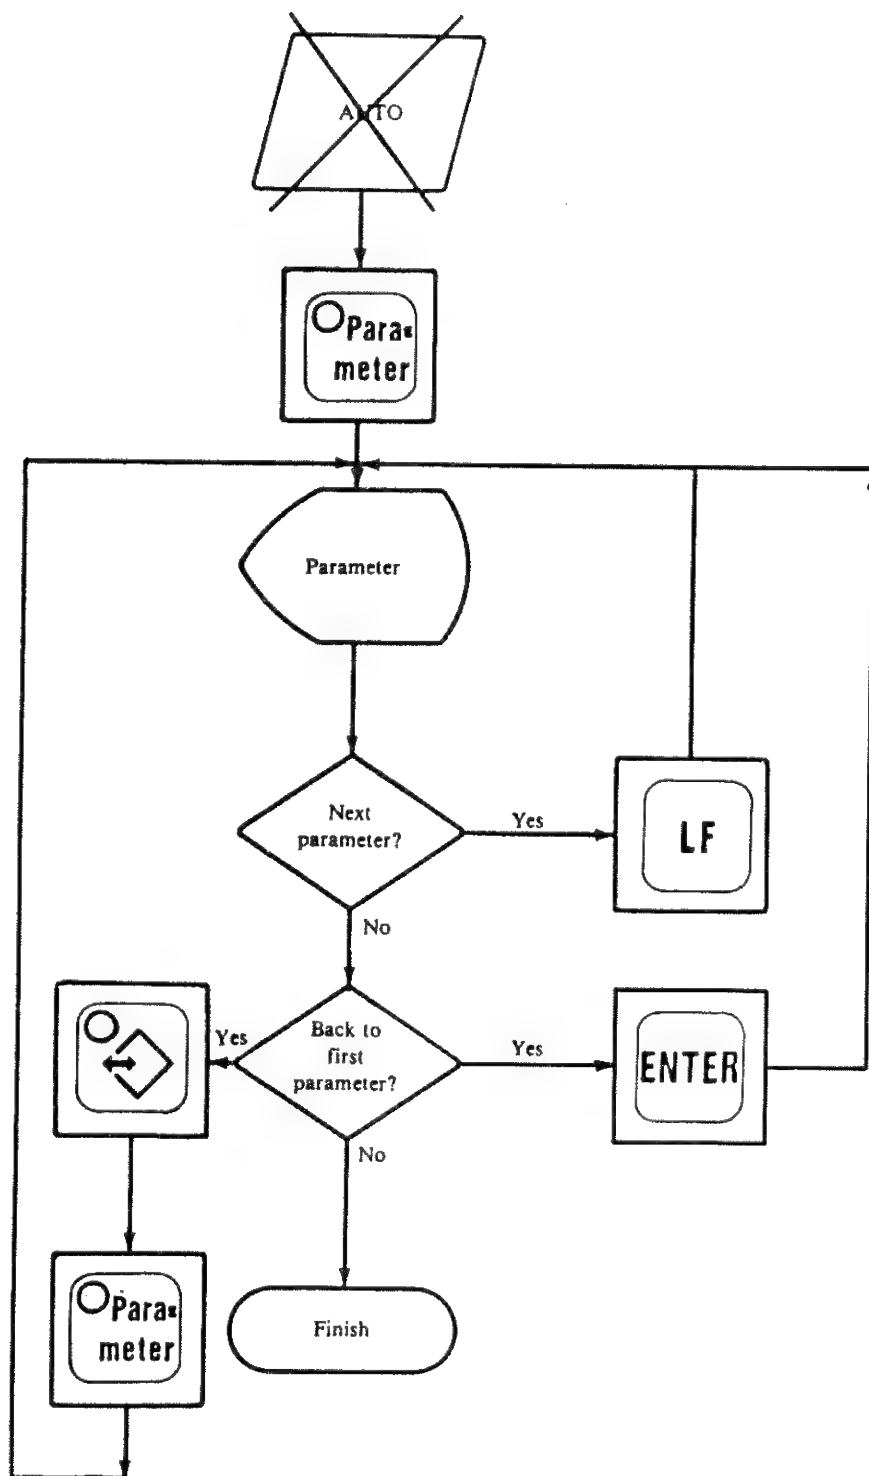 AUTO
Para-
meter
Parameter
Next
parameter?
Yes
LF
No
Back to
first
parameter?
Yes
Yes
ENTER
No
Para-
meter
Finish